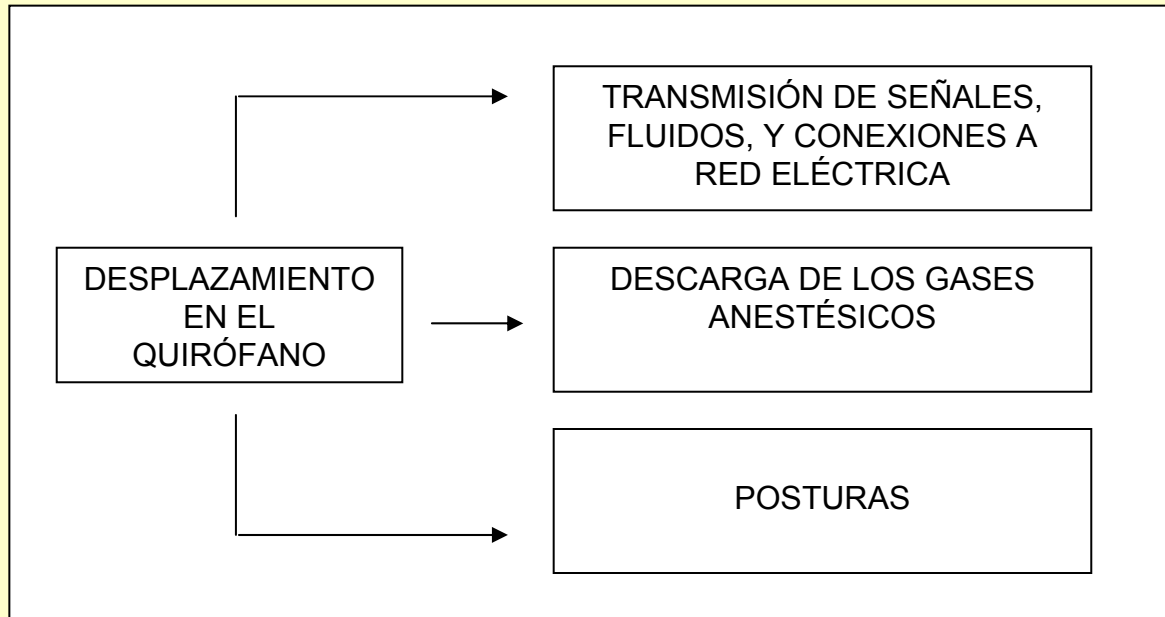 TRANSMISIÓN DE SEÑALES,
FLUIDOS, Y CONEXIONES A
RED ELÉCTRICA
DESPLAZAMIENTO
EN EL
QUIRÓFANO
DESCARGA DE LOS GASES
ANESTÉSICOS
POSTURAS